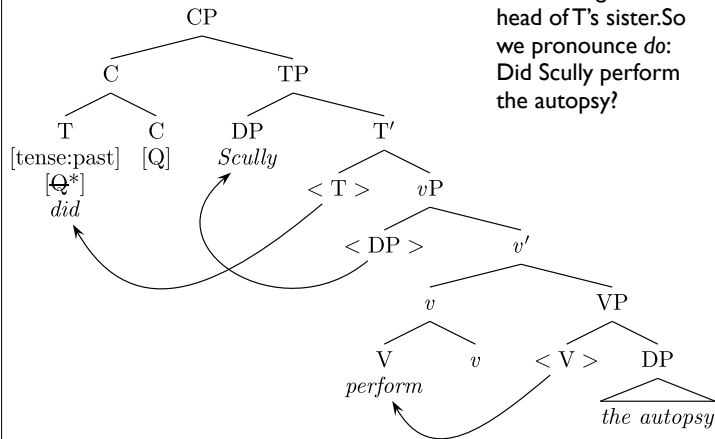 CP
head of T's sister.So
we pronounce do:
Did Scully perform
the autopsy?
C TP
T C DP T′
[tense:past] [Q] Scully
[Q*] < T > vP
did
< DP > v′
v VP
V v < V > DP
perform
the autopsy